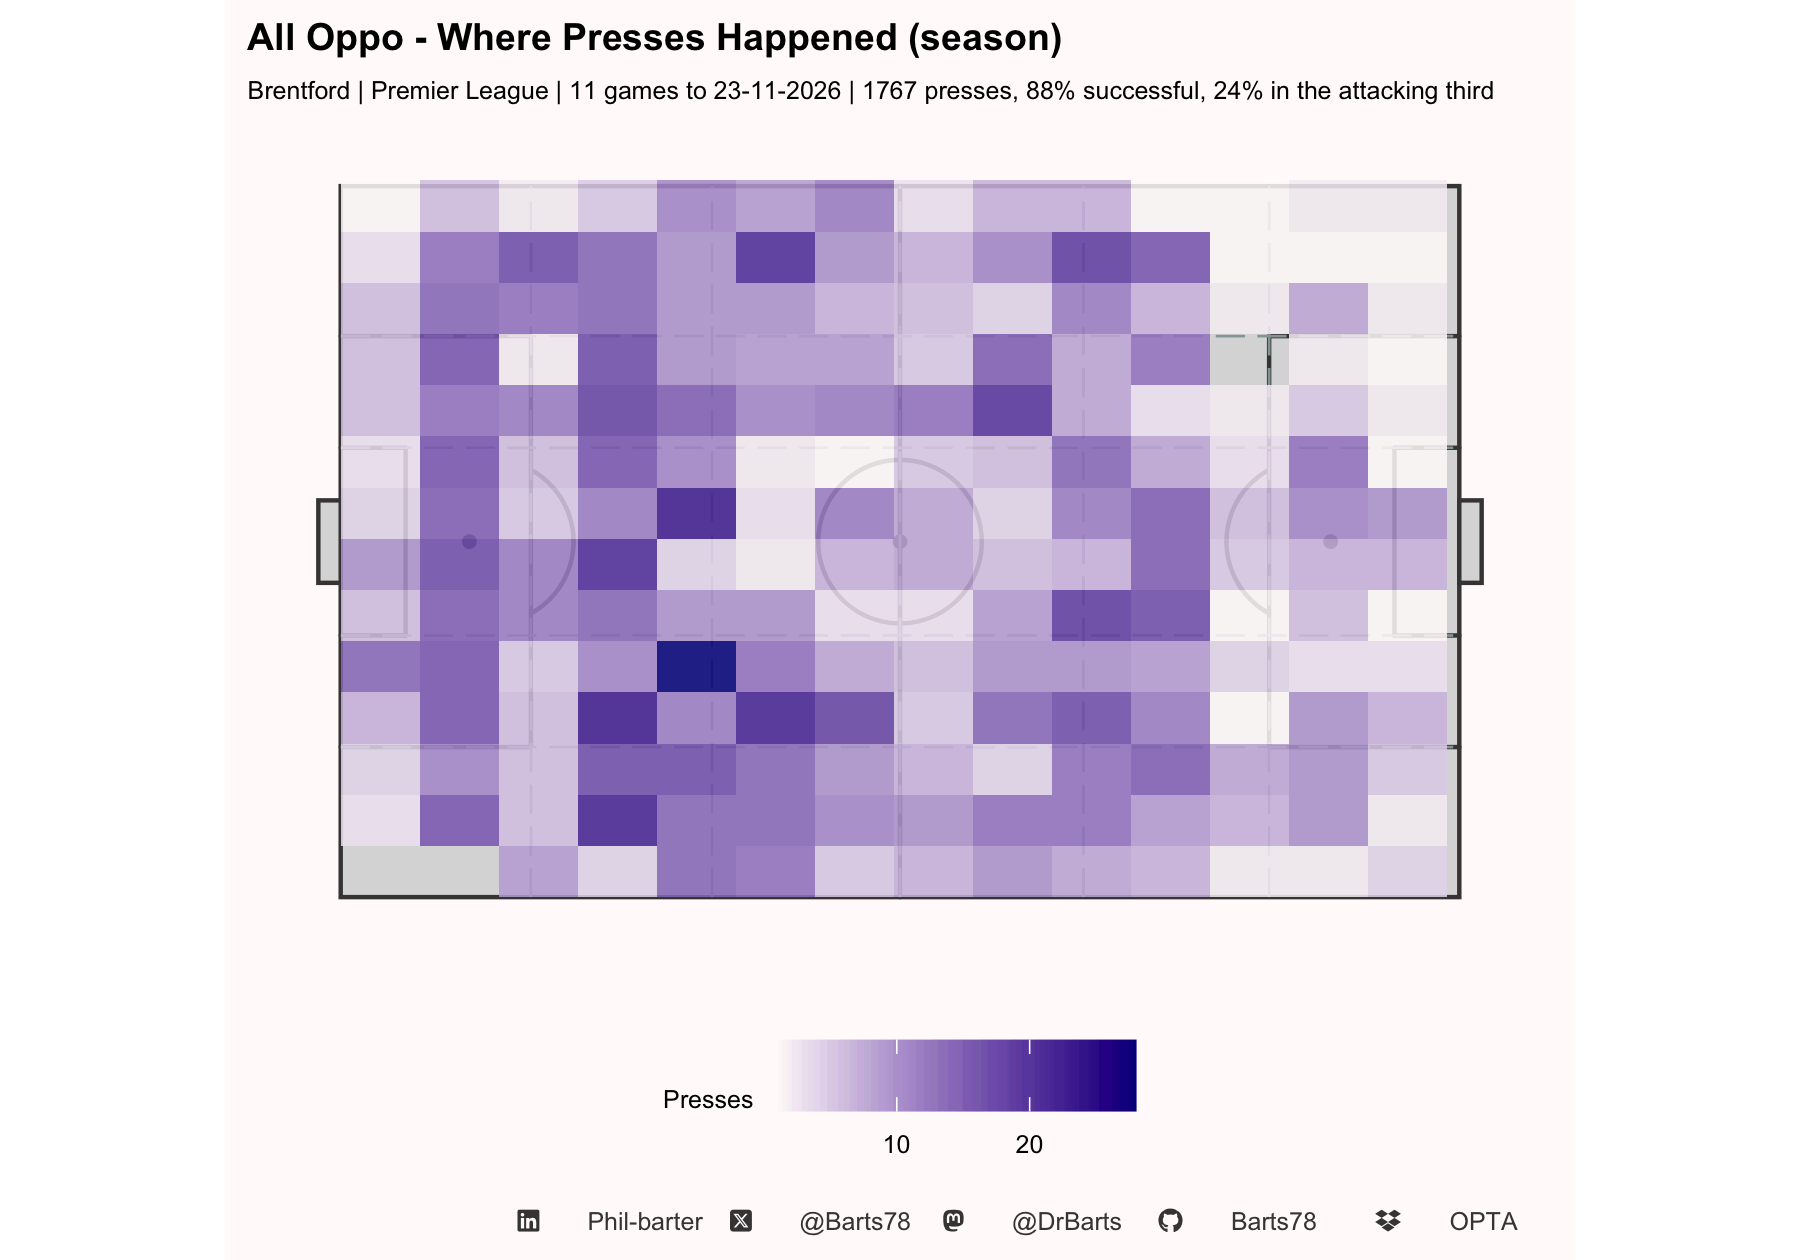 All Oppo - Where Presses Happened (season)
Brentford | Premier League | 11 games to 23-11-2026 | 1767 presses, 88% successful, 24% in the attacking third
Presses
10 20
Phil-barter @Barts78 @DrBarts Barts78 OPTA